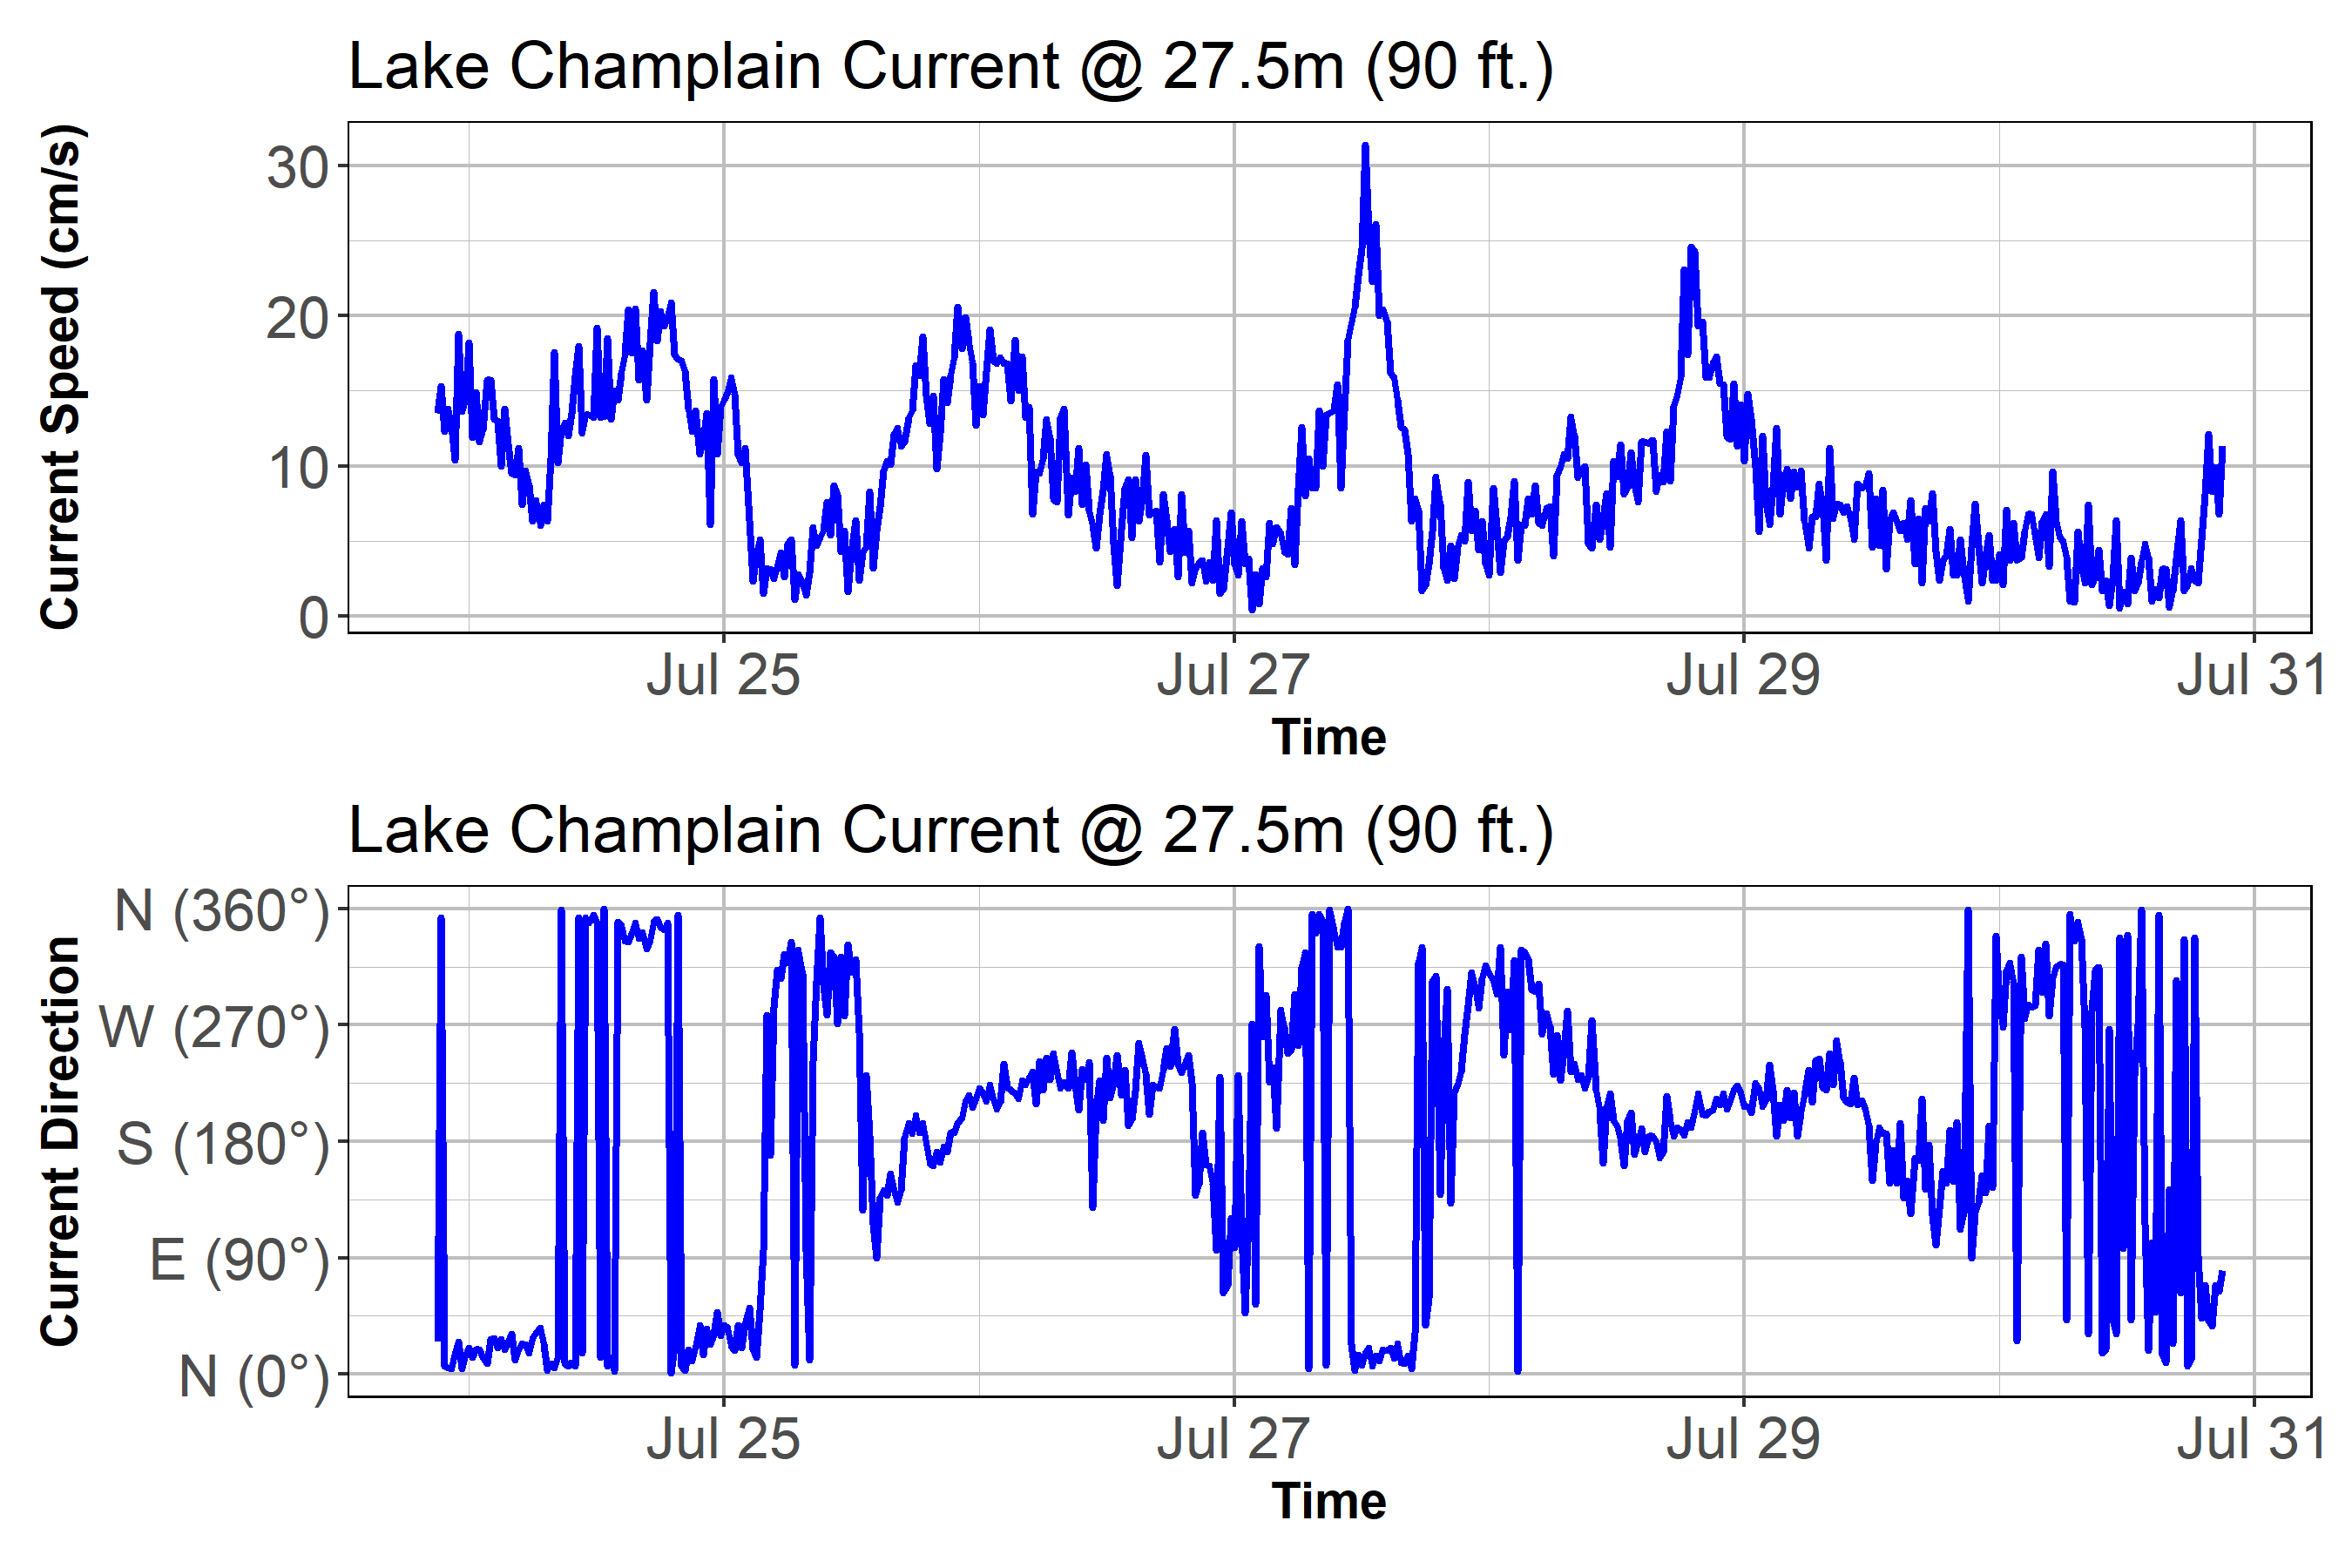 Lake Champlain Current @ 27.5m (90 ft.)
Current Speed (cm/s)
30
20
10
0
Jul 25 Jul 27 Jul 29 Jul 31
Time
Lake Champlain Current @ 27.5m (90 ft.)
Current Direction
N (360°)
W (270°)
S (180°)
E (90°)
N (0°)
Jul 25 Jul 27 Jul 29 Jul 31
Time